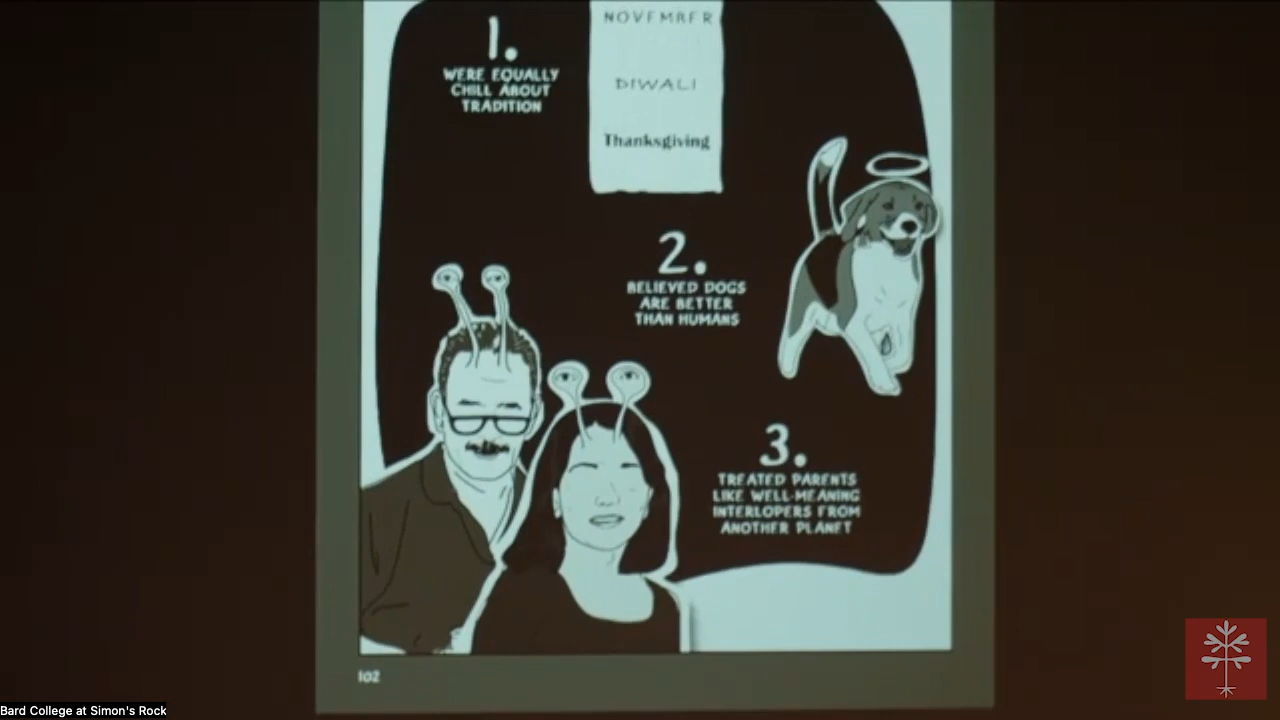 1.
WERE EQUALLY
CHILL ABOUT
TRADITION
NOVEMBER
DIWALI
Thanksgiving
2.
BELIEVED DOGS
ARE BETTER
THAN HUMANS
3.
TREATED PARENTS
LIKE WELL-MEANING
INTERLOPERS FROM
ANOTHER PLANET
102
Bard College at Simon's Rock